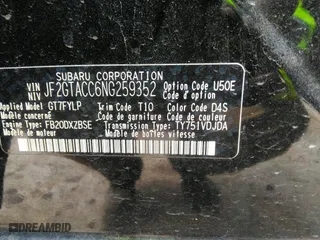 SUBARU CORPORATION
VIN NIV JF2GTACC6NG259352 Option Code U50E
Applied Model GT7FYLP Trim Code T10 Color Code D4S
Modèle concerné Code de garniture Code de couleur
Engine Type FB20DXZBSE Transmission Type TY751VDJDA
Modèle de moteur Modèle de boîtes vitesse
DREAMBID